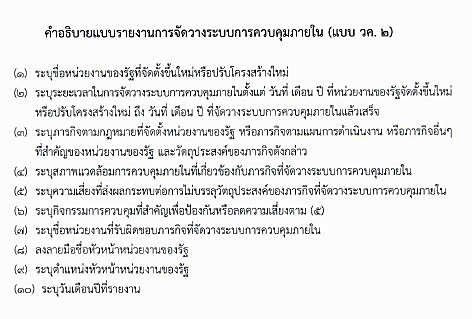 คำอธิบายแบบรายงานการจัดวางระบบการควบคุมภายใน (แบบ วค. ๒)
(๑) ระบุชื่อหน่วยงานของรัฐที่จัดตั้งขึ้นใหม่หรือปรับโครงสร้างใหม่
(๒) ระบุระยะเวลาในการจัดวางระบบการควบคุมภายในตั้งแต่ วันที่ เดือน ปี ที่หน่วยงานของรัฐจัดตั้งขึ้นใหม่
หรือปรับโครงสร้างใหม่ ถึง วันที่ เดือน ปี ที่จัดวางระบบการควบคุมภายในแล้วเสร็จ
(๓) ระบุภารกิจตามกฎหมายที่จัดตั้งหน่วยงานของรัฐ หรือภารกิจตามแผนการดำเนินงาน หรือภารกิจอื่นๆ
ที่สำคัญของหน่วยงานของรัฐ และวัตถุประสงค์ของภารกิจดังกล่าว
(๔) ระบุสภาพแวดล้อมการควบคุมภายในที่เกี่ยวข้องกับภารกิจที่จัดวางระบบการควบคุมภายใน
(๕) ระบุความเสี่ยงที่ส่งผลกระทบต่อการไม่บรรลุวัตถุประสงค์ของภารกิจที่จัดวางระบบการควบคุมภายใน
(๖) ระบุกิจกรรมการควบคุมที่สำคัญเพื่อป้องกันหรือลดความเสี่ยงตาม (๕)
(๗) ระบุชื่อหน่วยงานที่รับผิดชอบภารกิจที่จัดวางระบบการควบคุมภายใน
(๘) ลงลายมือชื่อหัวหน้าหน่วยงานของรัฐ
(๙) ระบุตำแหน่งหัวหน้าหน่วยงานของรัฐ
(๑๐) ระบุวันเดือนปีที่รายงาน